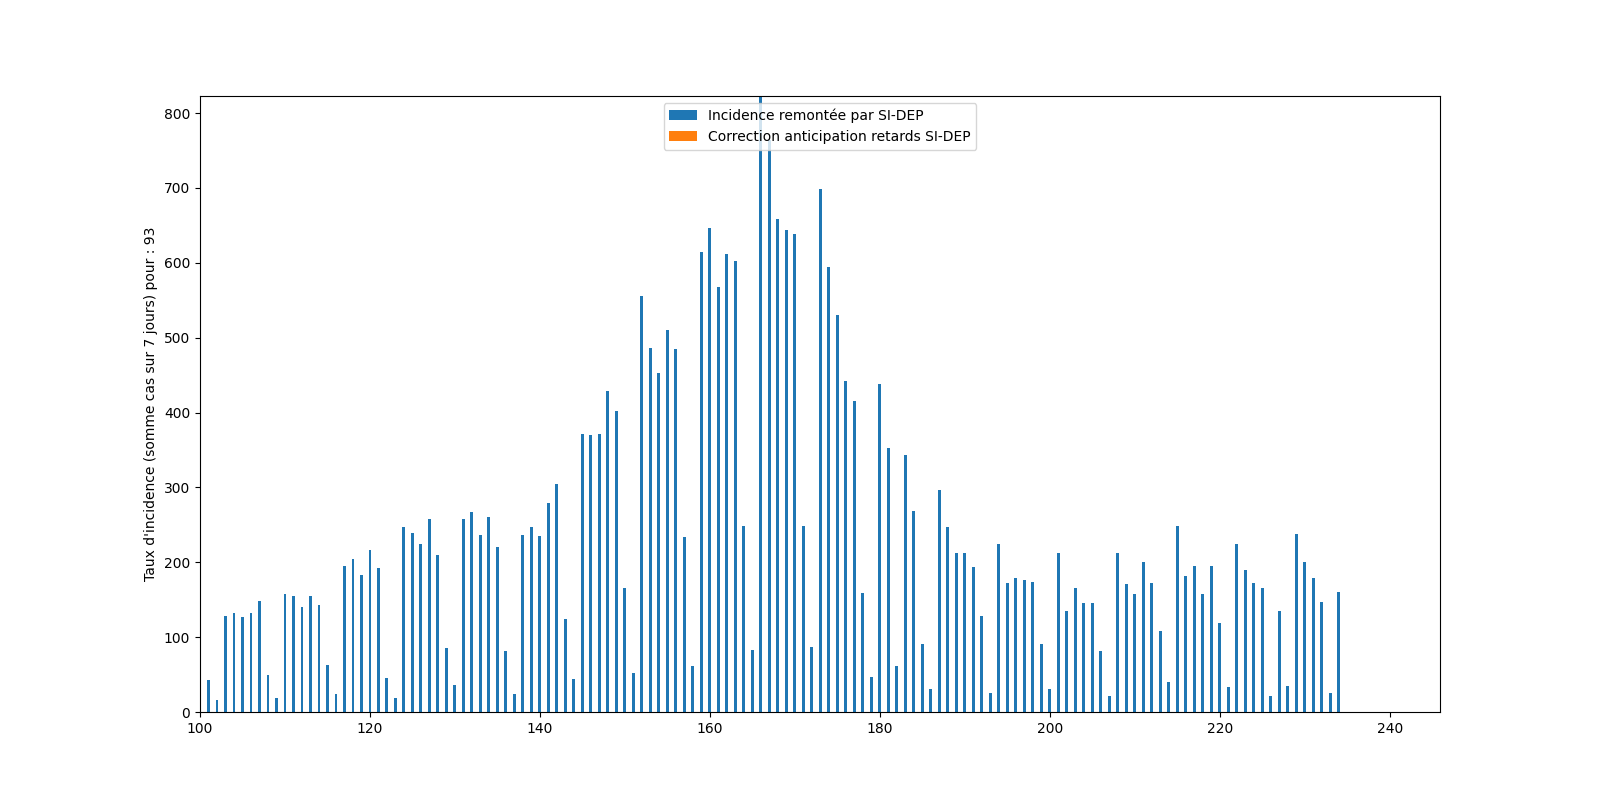 Incidence remontée par SI-DEP
Correction anticipation retards SI-DEP
Taux d'incidence (somme cas sur 7 jours) pour : 93
800
700
600
500
400
300
200
100
0
100 120 140 160 180 200 220 240